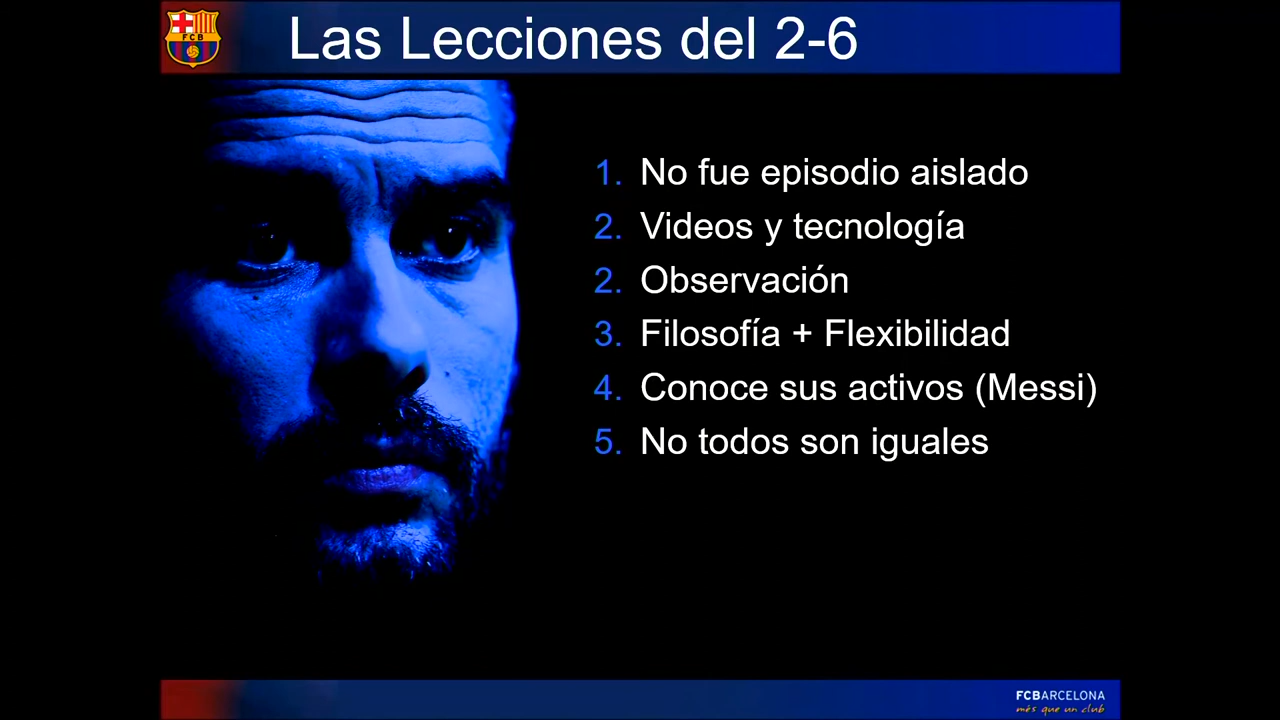 FCB
Las Lecciones del 2-6
1. No fue episodio aislado
2. Videos y tecnología
2. Observación
3. Filosofía + Flexibilidad
4. Conoce sus activos (Messi)
5. No todos son iguales
FCBARCELONA
més que un club